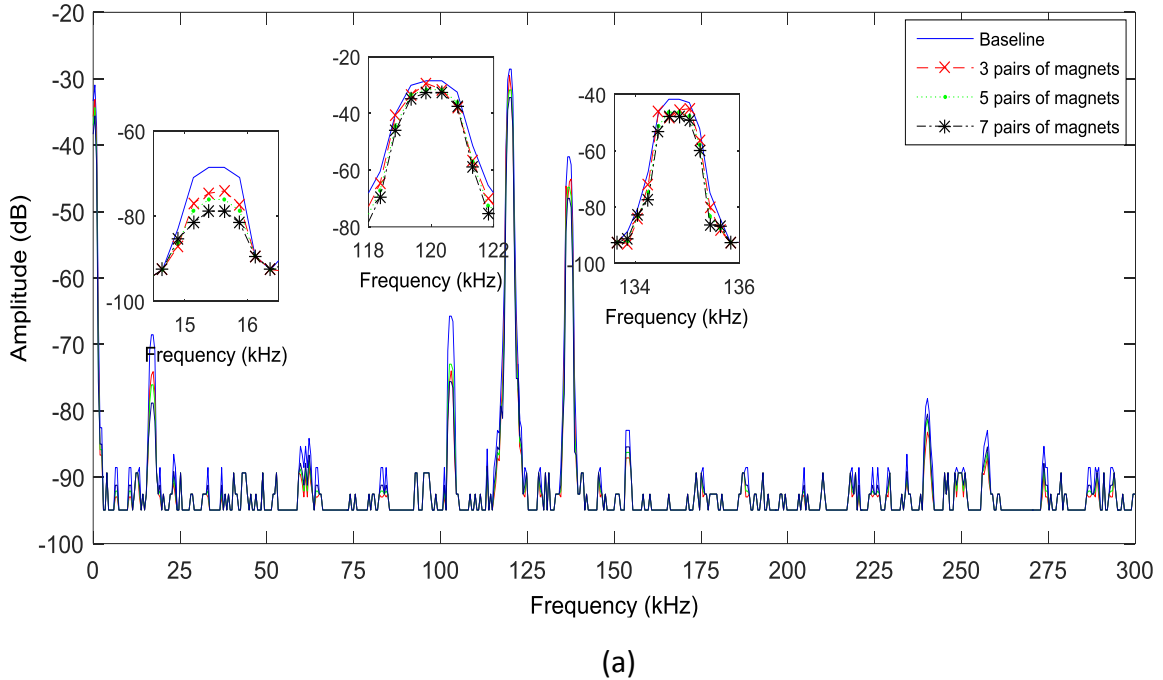 -20
-30
-40
-50
-60
-70
-80
-90
-100
Amplitude (dB)
0 25 50 75 100 125 150 175 200 225 250 275 300
Frequency (kHz)
Baseline
3 pairs of magnets
5 pairs of magnets
7 pairs of magnets
-60
-80
-100
15 16
Frequency (kHz)
-20
-40
-60
-80
118 120 122
Frequency (kHz)
-40
-60
-80
-100
134 136
Frequency (kHz)
(a)